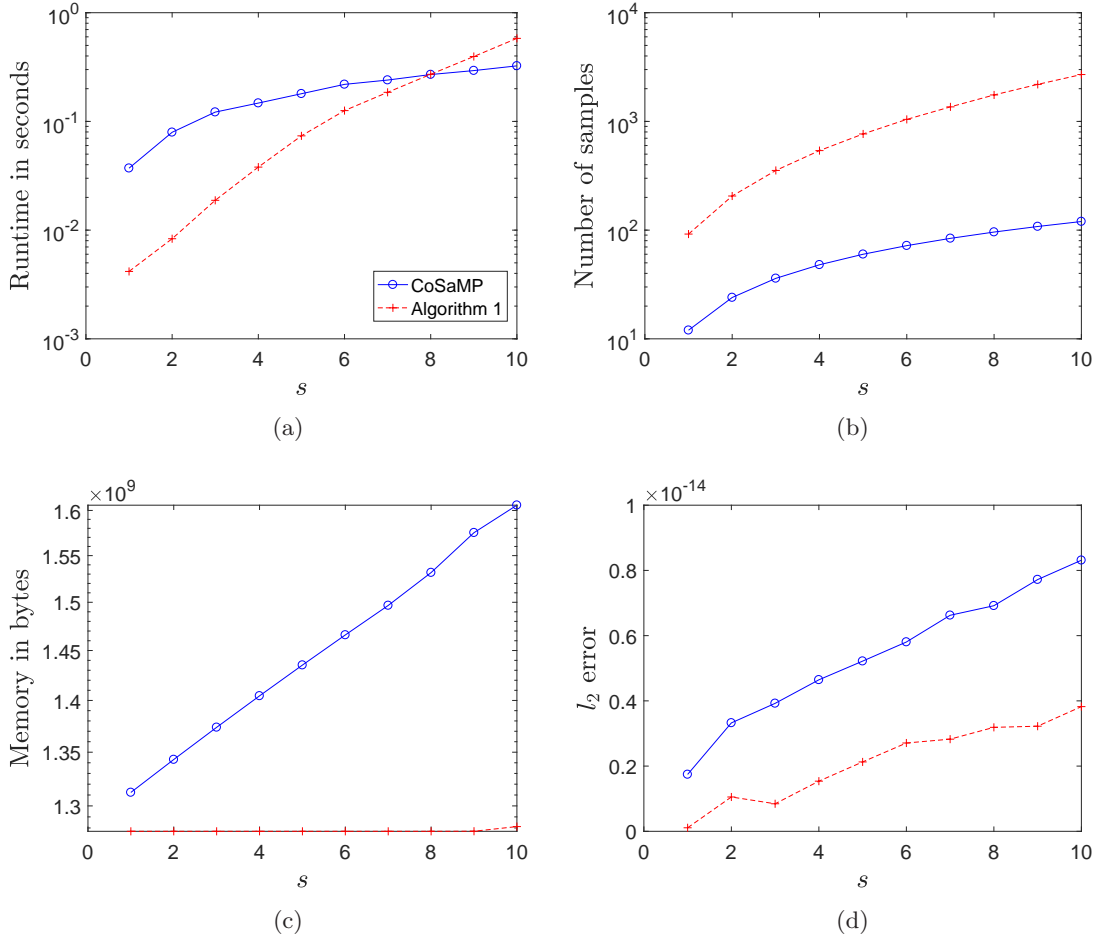 10^0
10^-1
10^-2
10^-3
Runtime in seconds
CoSaMP
Algorithm 1
0 2 4 6 8 10
s
(a)
10^4
10^3
10^2
10^1
Number of samples
0 2 4 6 8 10
s
(b)
×10^9
1.6
1.55
1.5
1.45
1.4
1.35
1.3
Memory in bytes
0 2 4 6 8 10
s
(c)
×10^-14
1
0.8
0.6
0.4
0.2
0
l_2 error
0 2 4 6 8 10
s
(d)